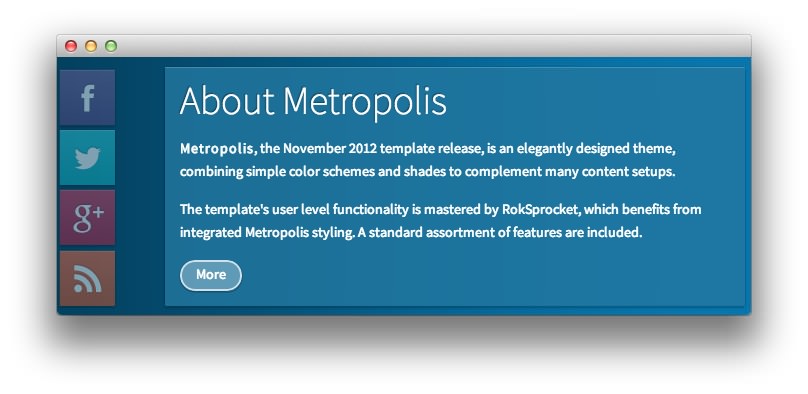 About Metropolis
Metropolis, the November 2012 template release, is an elegantly designed theme,
combining simple color schemes and shades to complement many content setups.
The template's user level functionality is mastered by RokSprocket, which benefits from
integrated Metropolis styling. A standard assortment of features are included.
More